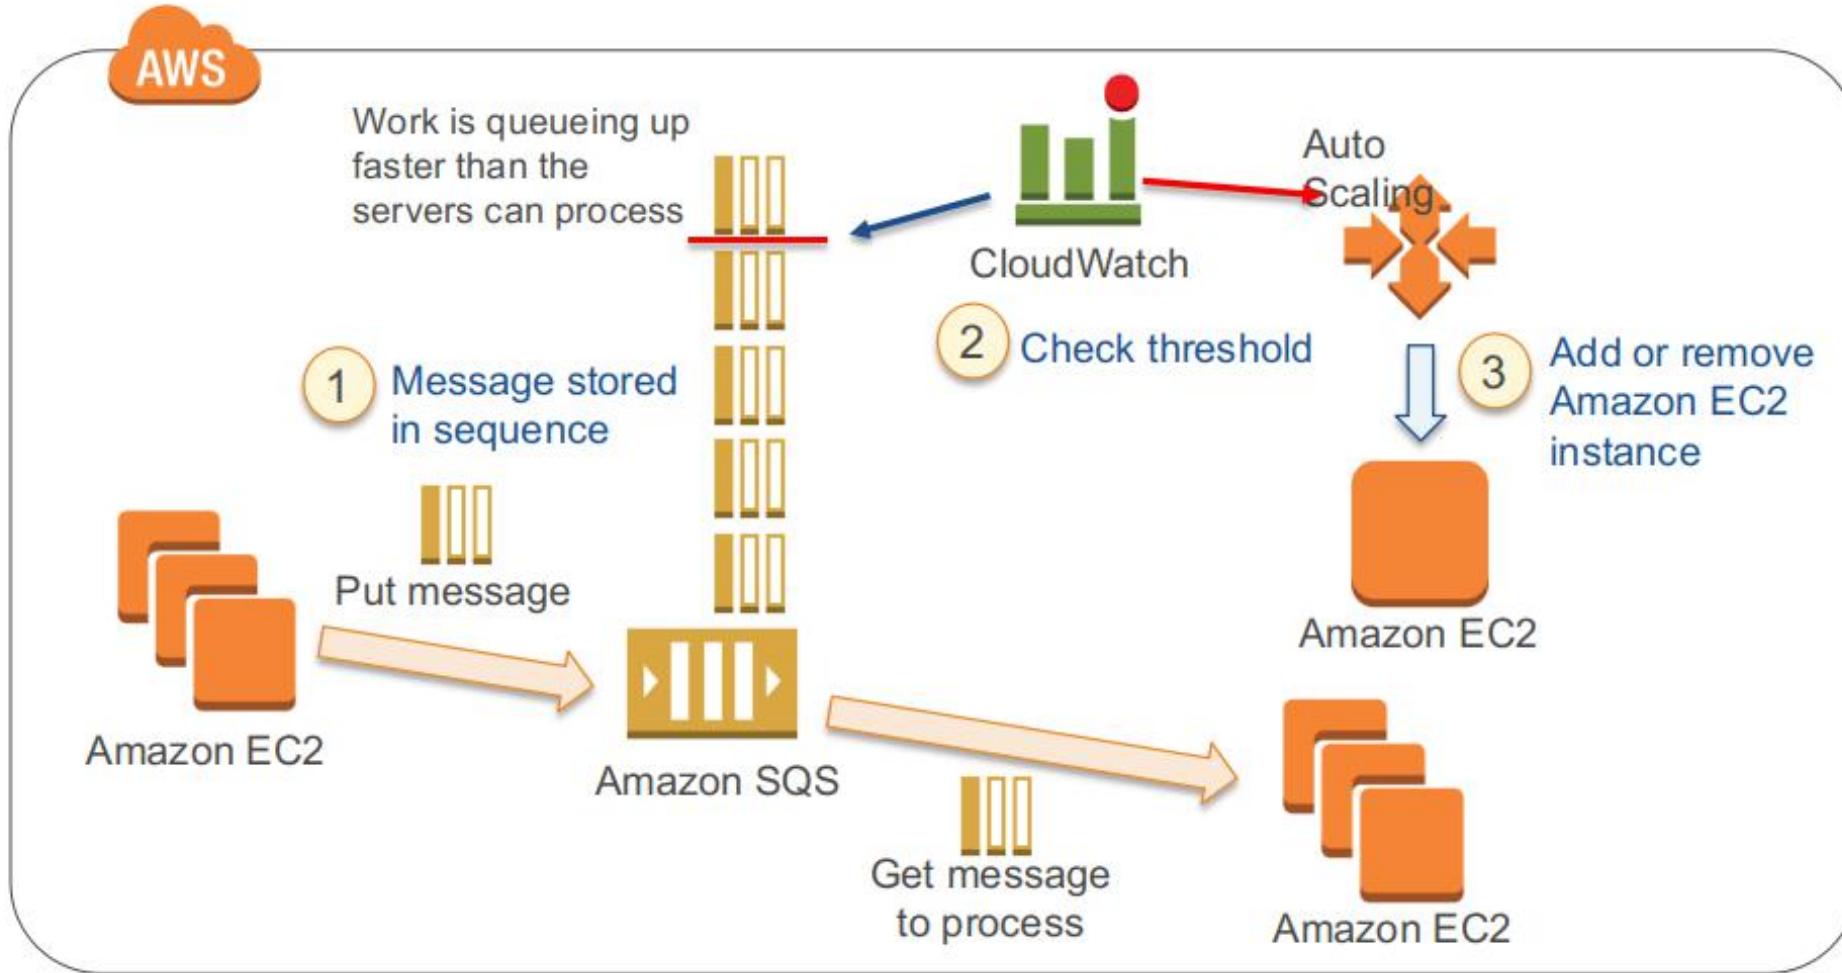 AWS
Work is queueing up
faster than the
servers can process
CloudWatch
Auto
Scaling
1
Message stored
in sequence
2
Check threshold
3
Add or remove
Amazon EC2
instance
Put message
Amazon EC2
Amazon SQS
Amazon EC2
Get message
to process
Amazon EC2